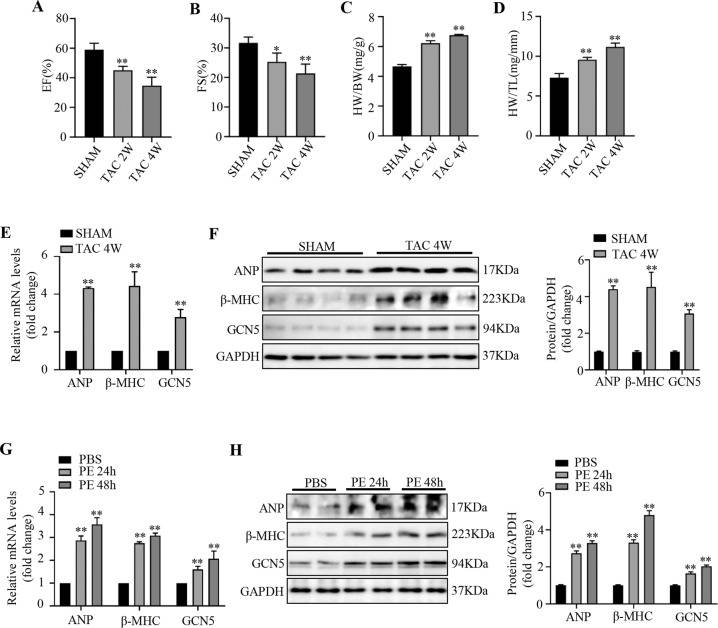 A
EF(%)
80
60
40
20
0
**
**
SHAM
TAC 2W
TAC 4W
B
FS(%)
40
30
20
10
0
*
**
SHAM
TAC 2W
TAC 4W
C
HW/BW(mg/g)
8
6
4
2
0
**
**
SHAM
TAC 2W
TAC 4W
D
HW/TL(mg/mm)
15
10
5
0
**
**
SHAM
TAC 2W
TAC 4W
E
SHAM
TAC 4W
Relative mRNA levels
(fold change)
6
4
2
0
**
**
**
ANP β-MHC GCN5
F
SHAM TAC 4W
ANP 17KDa
β-MHC 223KDa
GCN5 94KDa
GAPDH 37KDa
SHAM
TAC 4W
Protein/GAPDH
(fold change)
6
4
2
0
**
**
**
ANP β-MHC GCN5
G
PBS
PE 24h
PE 48h
Relative mRNA levels
(fold change)
5
4
3
2
1
0
** **
** **
** **
ANP β-MHC GCN5
H
PBS PE 24h PE 48h
ANP 17KDa
β-MHC 223KDa
GCN5 94KDa
GAPDH 37KDa
PBS
PE 24h
PE 48h
Protein/GAPDH
(fold change)
6
4
2
0
** **
** **
** **
ANP β-MHC GCN5